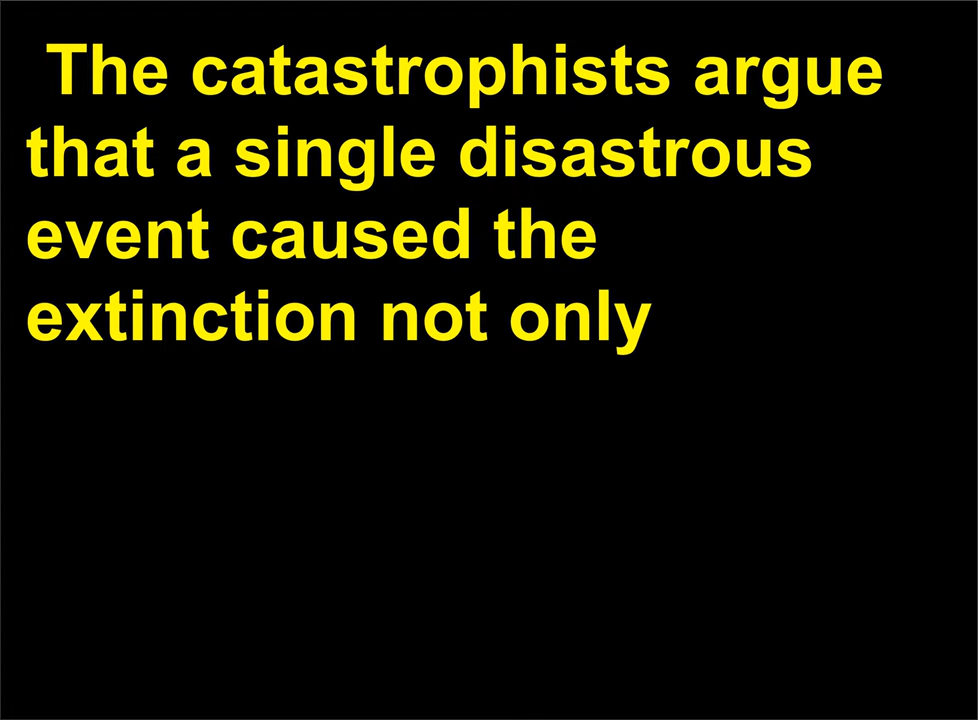 The catastrophists argue
that a single disastrous
event caused the
extinction not only